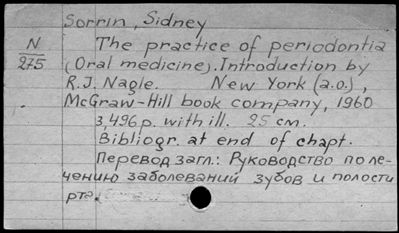 Sorrin, Sidney
N
275
The practice of periodontia
(Oral medicine). Introduction by
R.J. Nagle. New York (a.o.),
McGraw-Hill book company, 1960
3,496p. with ill. 25 cm.
Bibliogr. at end of chapt.
Перевод загл.: Руководство по ле-
чению заболеваний зубов и полости
рта.